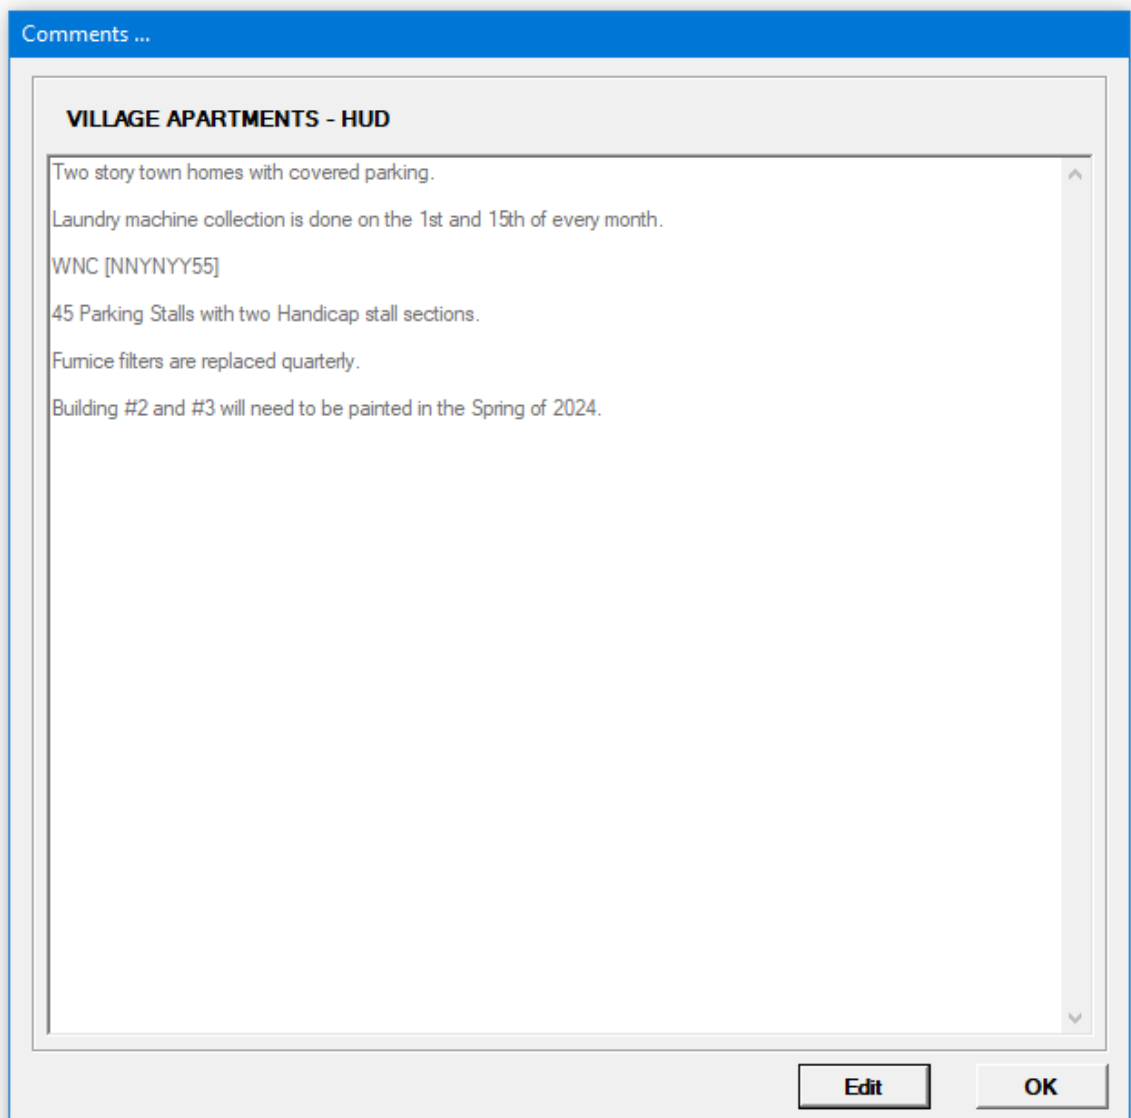 Comments ...
VILLAGE APARTMENTS - HUD
Two story town homes with covered parking.
Laundry machine collection is done on the 1st and 15th of every month.
WNC [NNYNYY55]
45 Parking Stalls with two Handicap stall sections.
Furnice filters are replaced quarterly.
Building #2 and #3 will need to be painted in the Spring of 2024.
Edit
OK